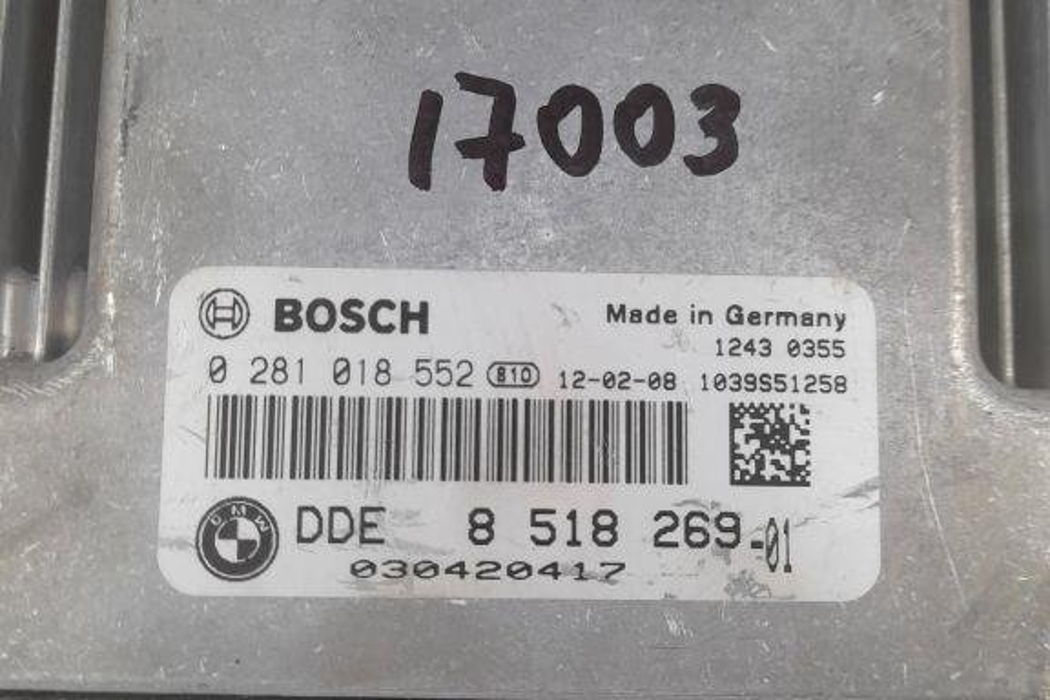 17003
BOSCH
Made in Germany
1243 0355
0 281 018 552 810 12-02-08 1039S51258
BMW
DDE 8 518 269-01
030420417